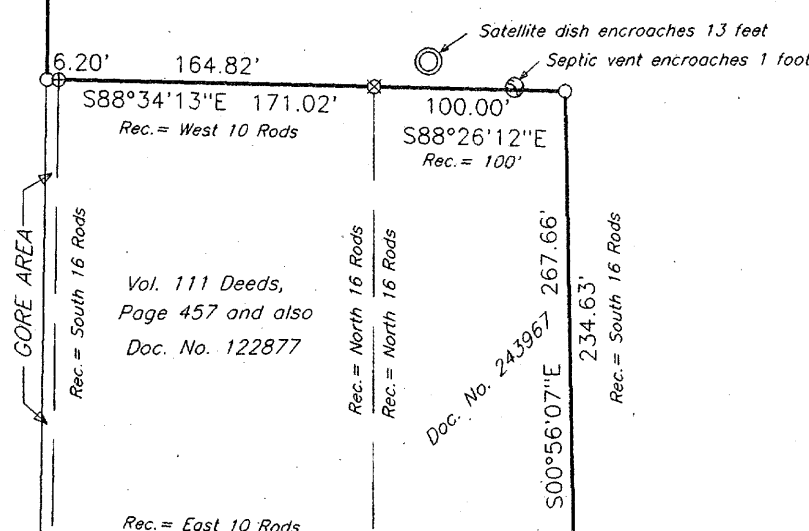 Satellite dish encroaches 13 feet
Septic vent encroaches 1 foot
6.20'
164.82'
S88°34'13"E 171.02'
Rec.= West 10 Rods
100.00'
S88°26'12"E
Rec.= 100'
GORE AREA
Rec.= South 16 Rods
Vol. 111 Deeds,
Page 457 and also
Doc. No. 122877
Rec.= North 16 Rods
Rec.= North 16 Rods
Doc. No. 243967
S00°56'07"E 267.66'
234.63'
Rec.= South 16 Rods
Rec.= East 10 Rods